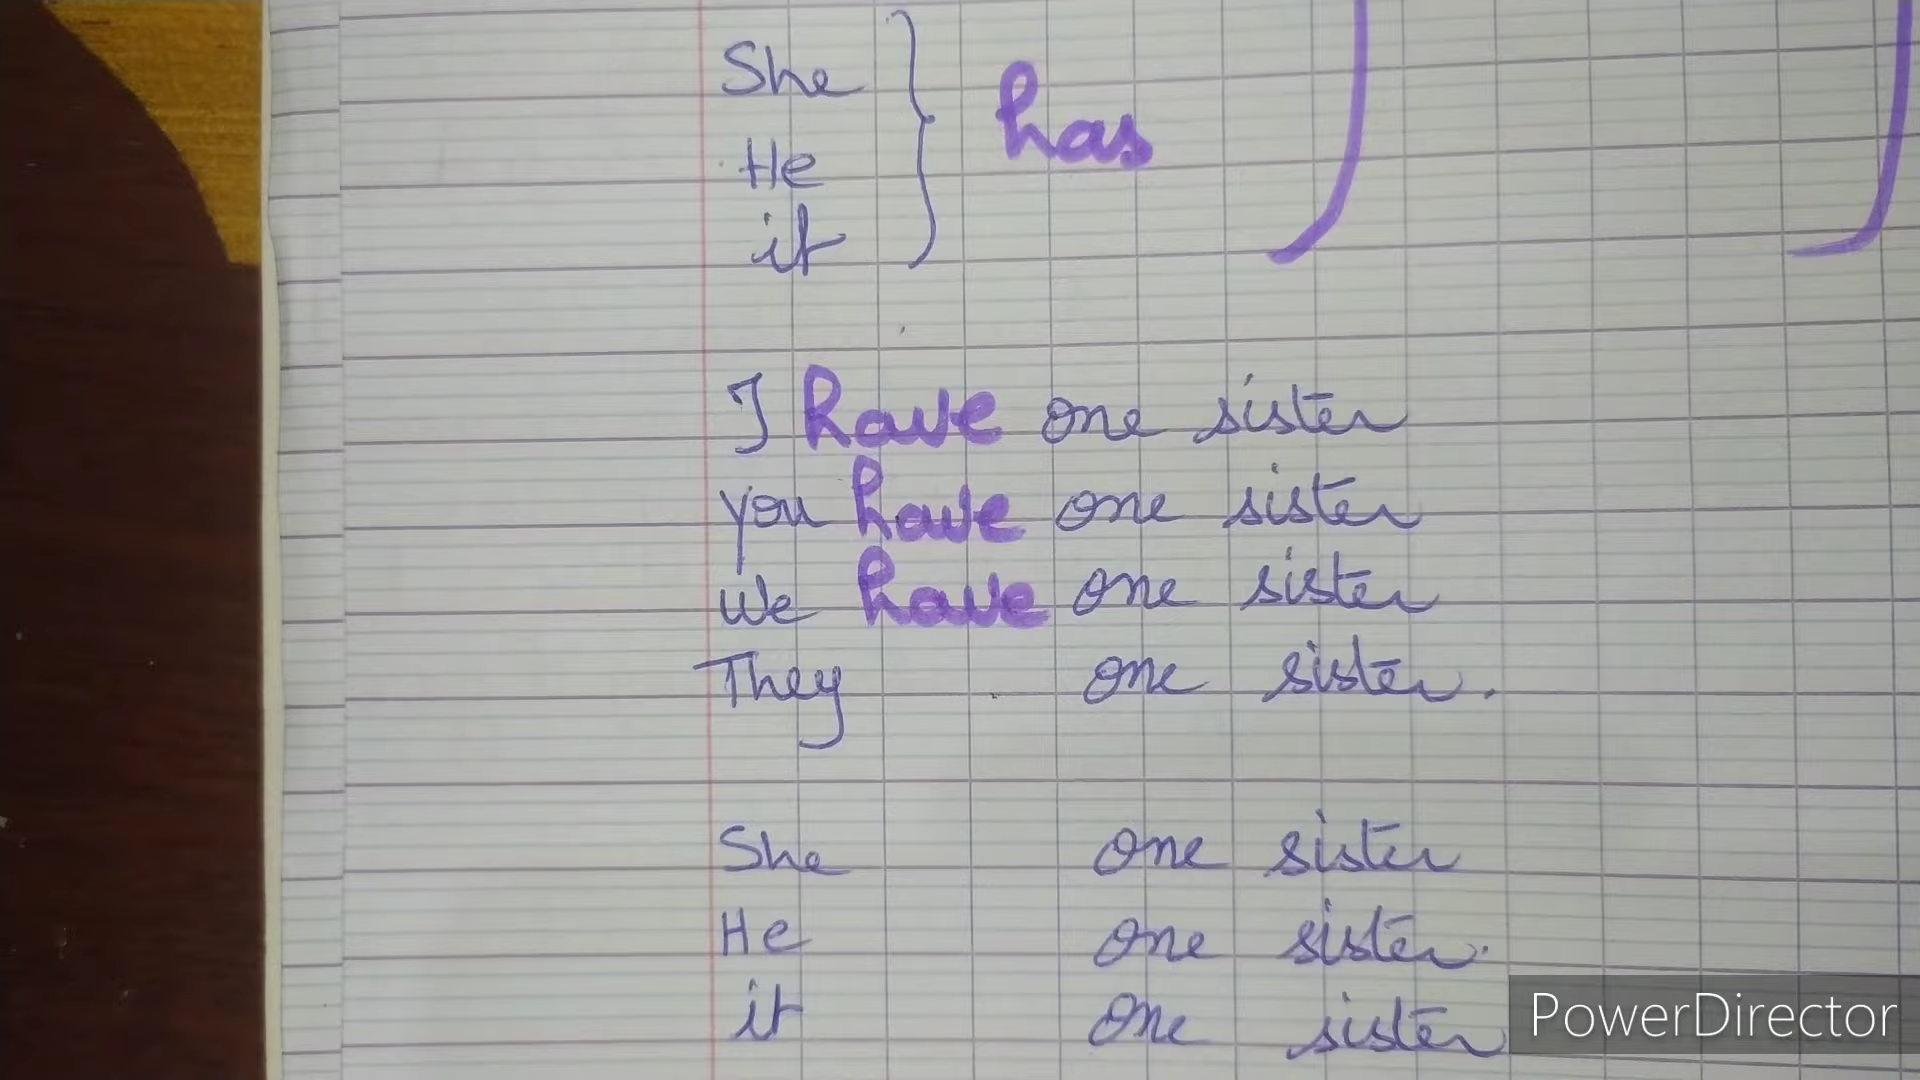 She
He
it
has
I have one sister
you have one sister
We have one sister
They one sister.
She one sister
He one sister.
it one sister
PowerDirector